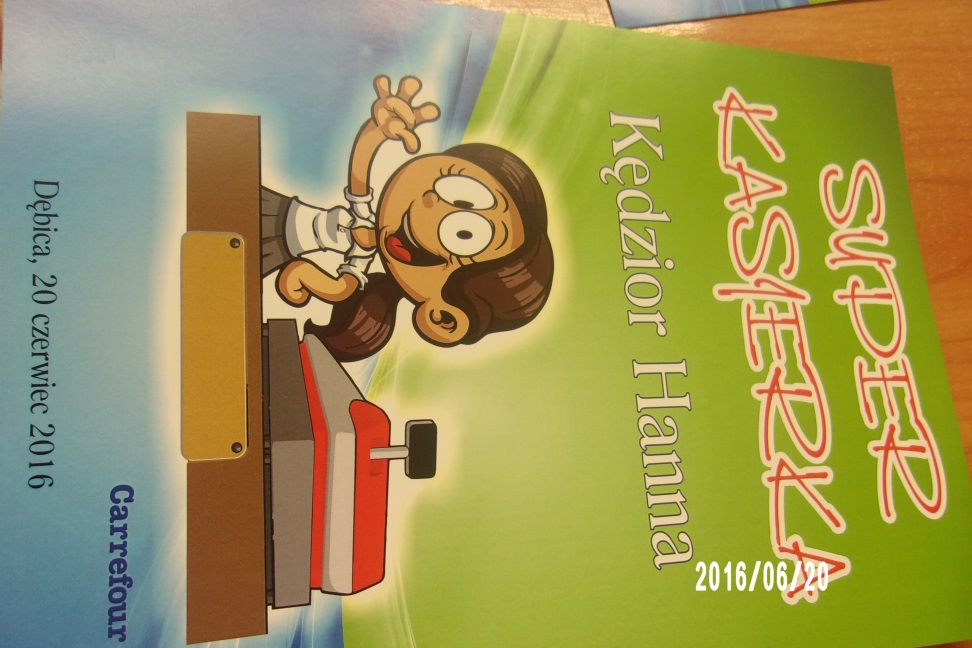 SUPER
KASJERKA
Kędzior Hanna
Carrefour
Dębica, 20 czerwiec 2016
2016/06/20